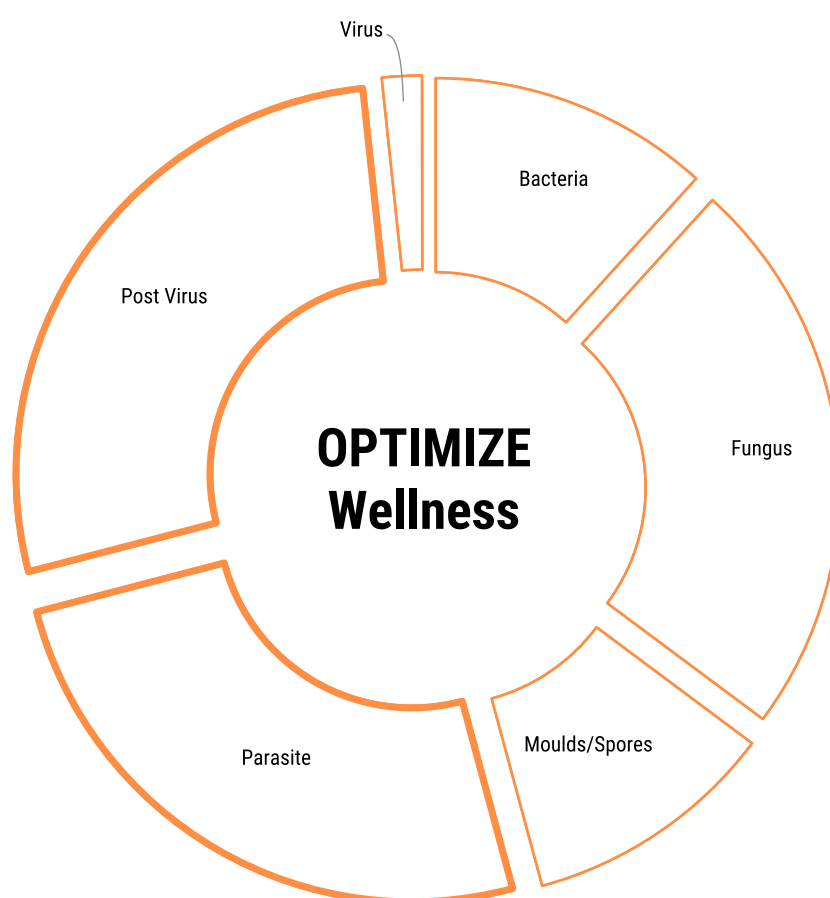 Virus
Bacteria
Post Virus
OPTIMIZE
Wellness
Fungus
Moulds/Spores
Parasite